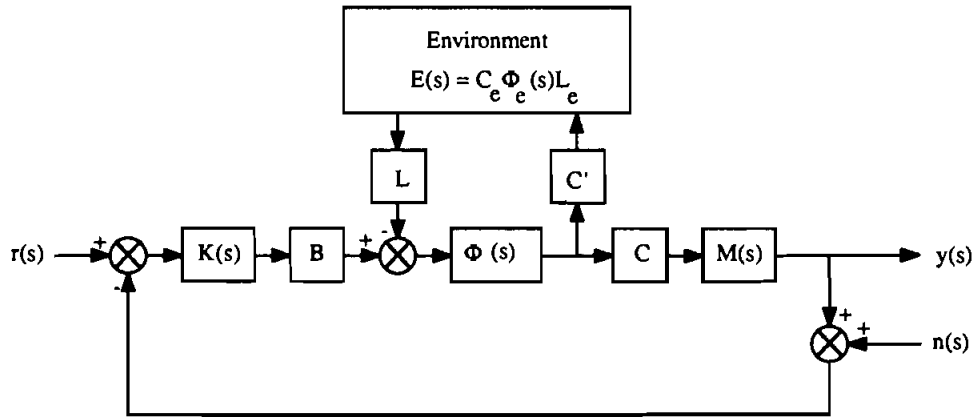 Environment
E(s) = C_e Φ_e (s)L_e
L
C'
r(s)
+
-
K(s)
B
+
-
Φ (s)
C
M(s)
y(s)
+
+
n(s)